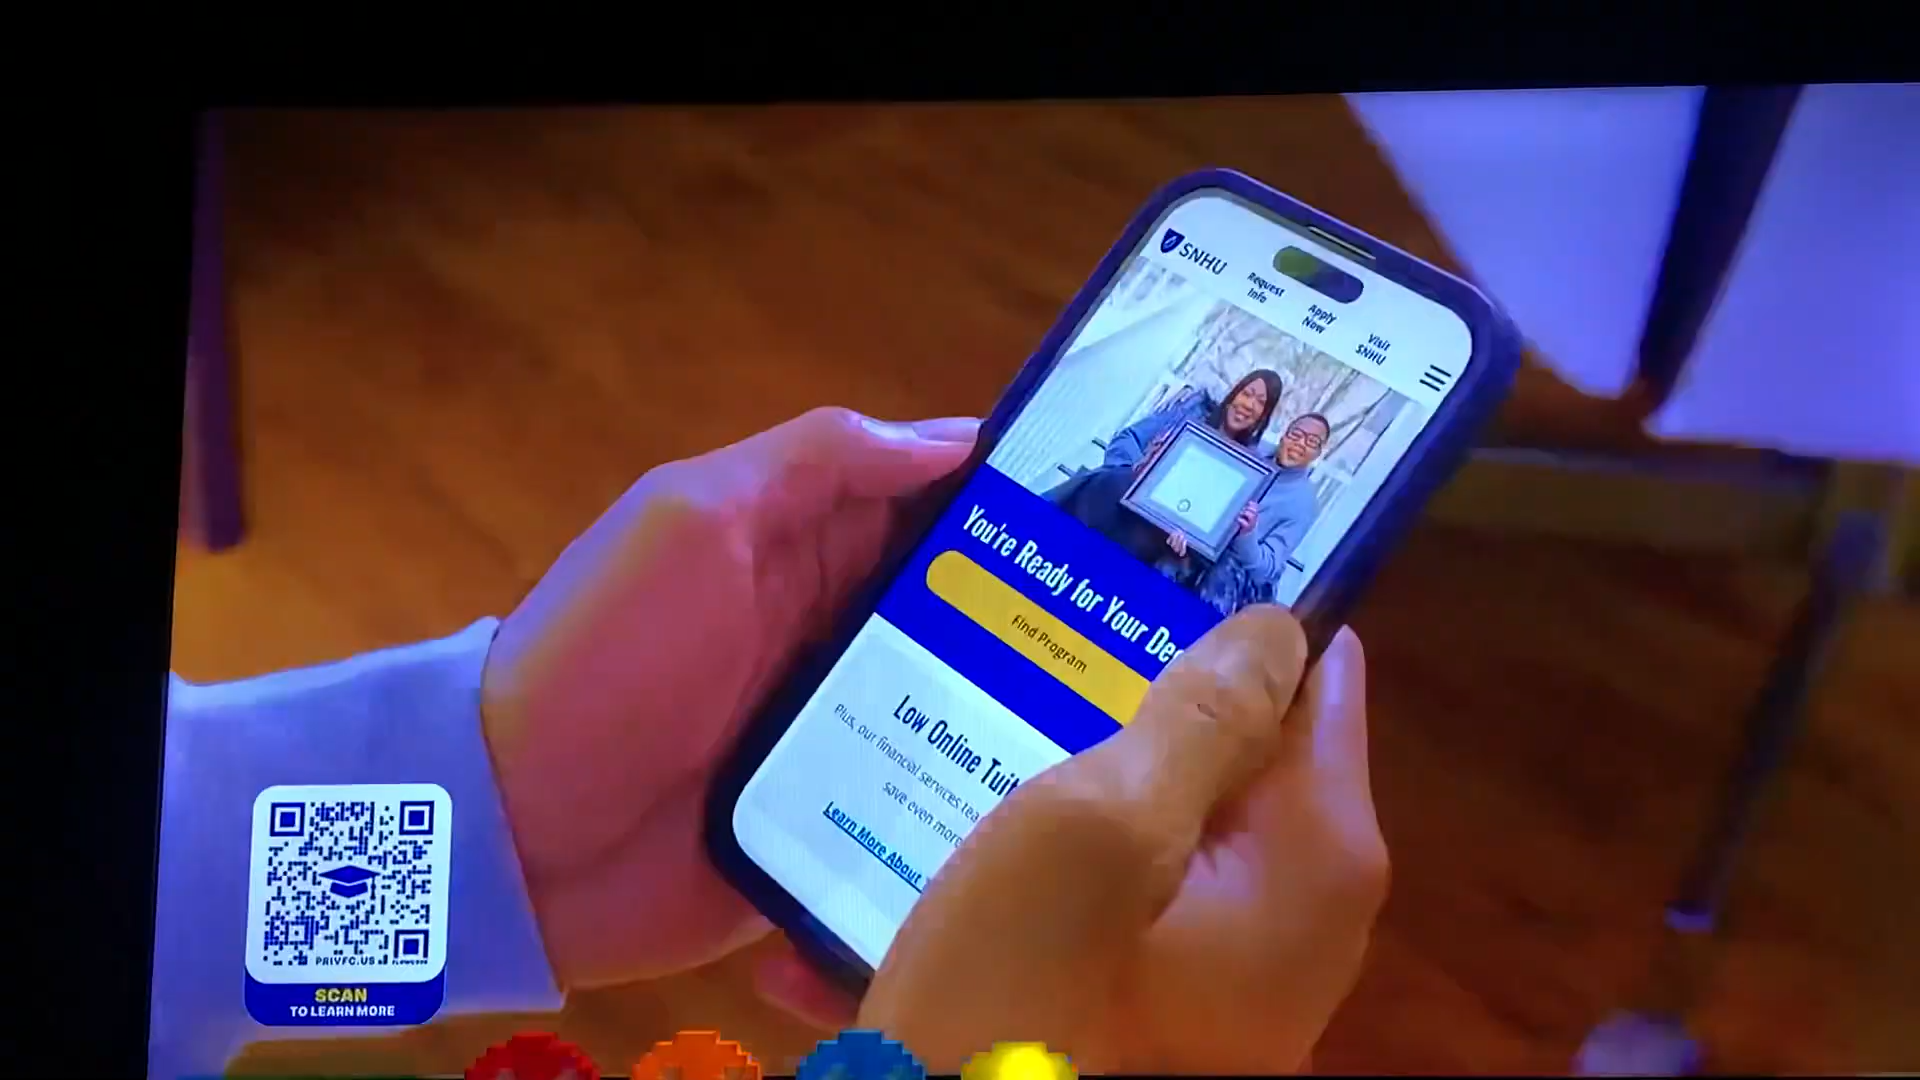 SNHU
Request
Info
Apply
Now
Visit
SNHU
You're Ready for Your De
Find Program
Low Online Tuit
Plus, our financial services tea
save even more
Learn More About
PRIVFC.US
SCAN
TO LEARN MORE